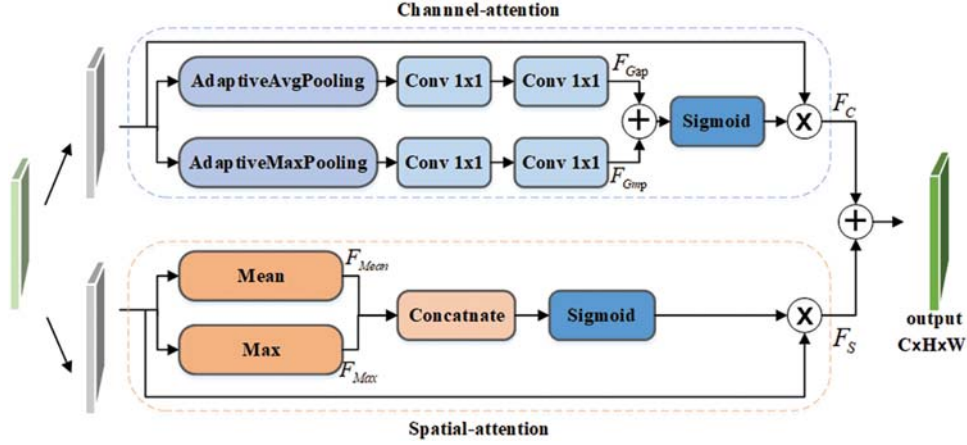 Channnel-attention
AdaptiveAvgPooling
Conv 1x1
Conv 1x1
F_Gap
AdaptiveMaxPooling
Conv 1x1
Conv 1x1
F_Gmp
+
Sigmoid
X
F_C
+
Mean
F_Mean
Max
F_Max
Concatnate
Sigmoid
X
F_S
output
CxHxW
Spatial-attention